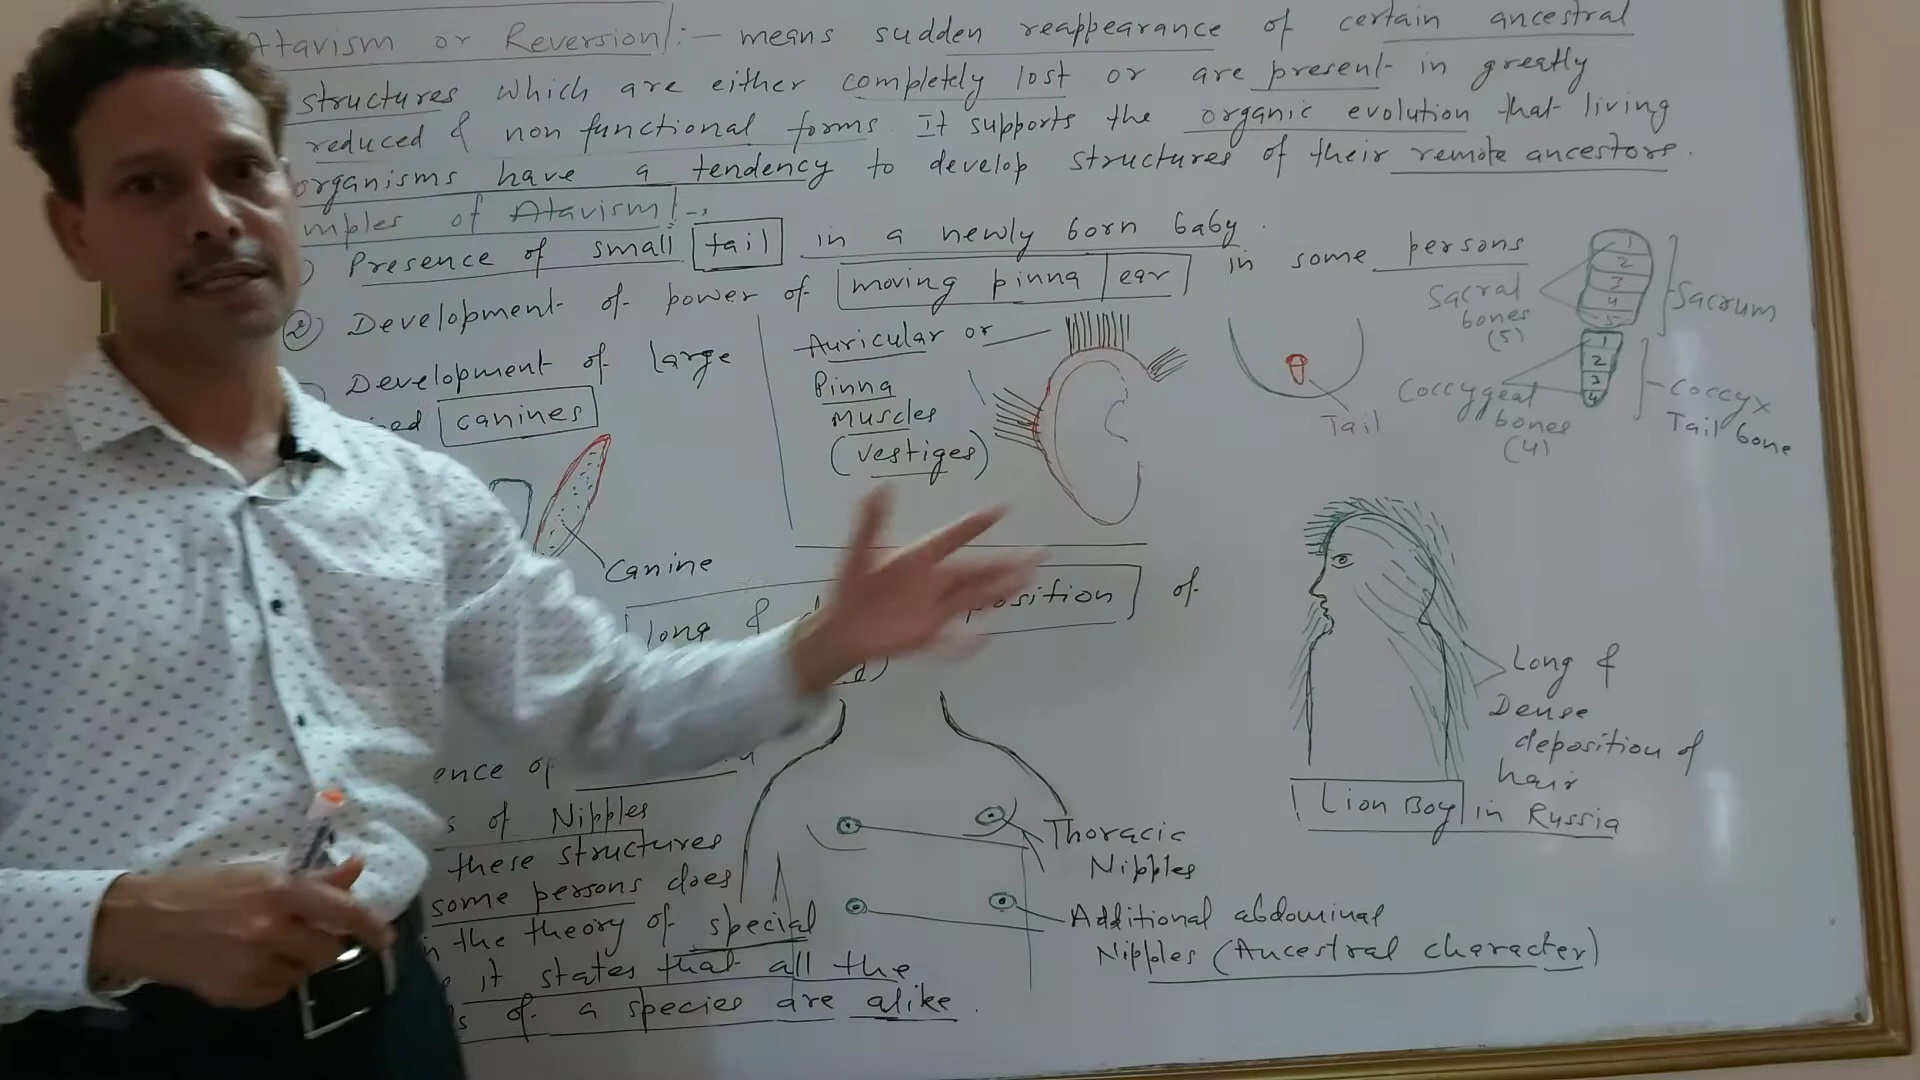 Atavism or Reversion :- means sudden reappearance of certain ancestral
structures which are either completely lost or are present in greatly
reduced & non functional forms. It supports the organic evolution that living
organisms have a tendency to develop structures of their remote ancestors.
mples of Atavism :-
Presence of small tail in a newly born baby.
② Development of power of moving pinna ear in some persons
Development of large
canines
Canine
Auricular or
Pinna
muscles
(vestiges)
Tail
Sacral
bones
(5)
1
2
3
4
5
Sacrum
Coccygeal
bones
(4)
1
2
3
4
Coccyx
Tail bone
long & position of
ence of
s of Nipples
these structures
some persons does
the theory of special
it states that all the
s of a species are alike.
Thoracic
Nipples
Additional abdominal
Nipples (Ancestral character)
Long &
Dense
deposition of
hair
Lion Boy in Russia